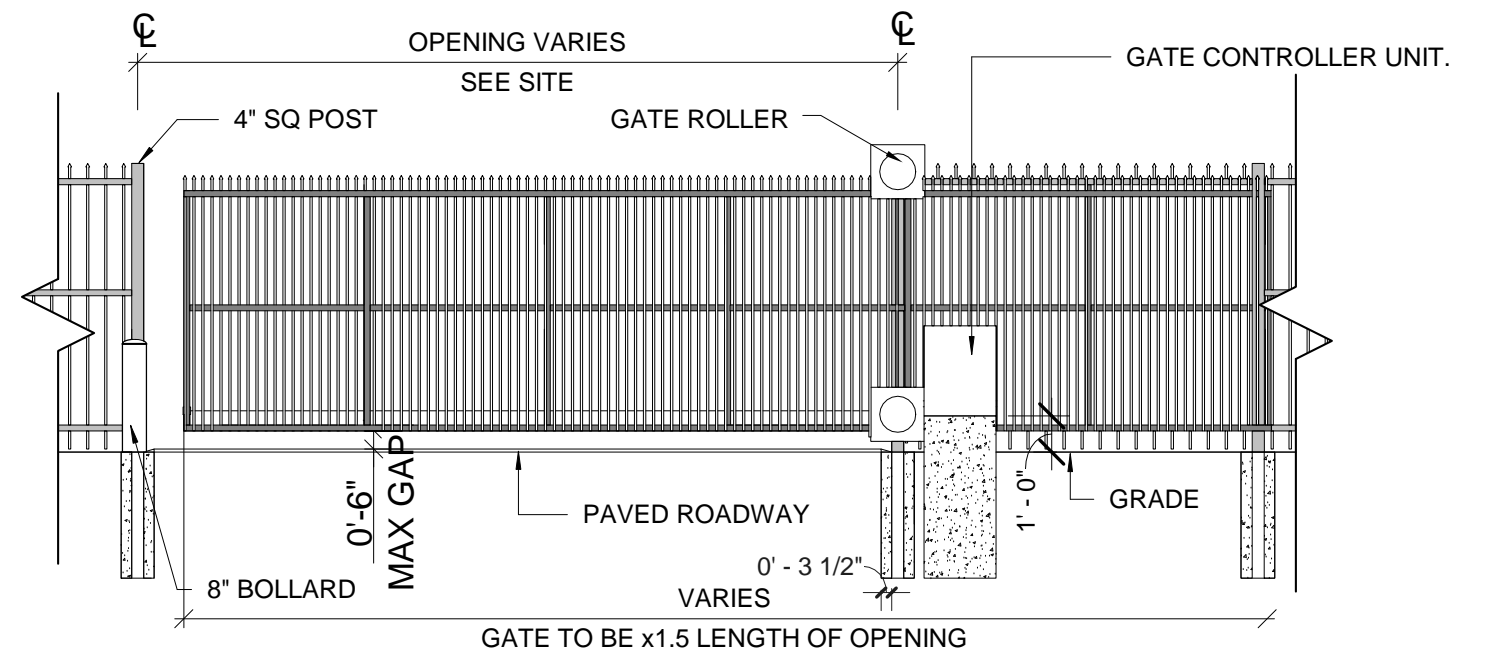 ℄
℄
OPENING VARIES
SEE SITE
GATE CONTROLLER UNIT.
4" SQ POST
GATE ROLLER
0'-6"
MAX GAP
1' - 0"
GRADE
PAVED ROADWAY
0' - 3 1/2"
8" BOLLARD
VARIES
GATE TO BE x1.5 LENGTH OF OPENING